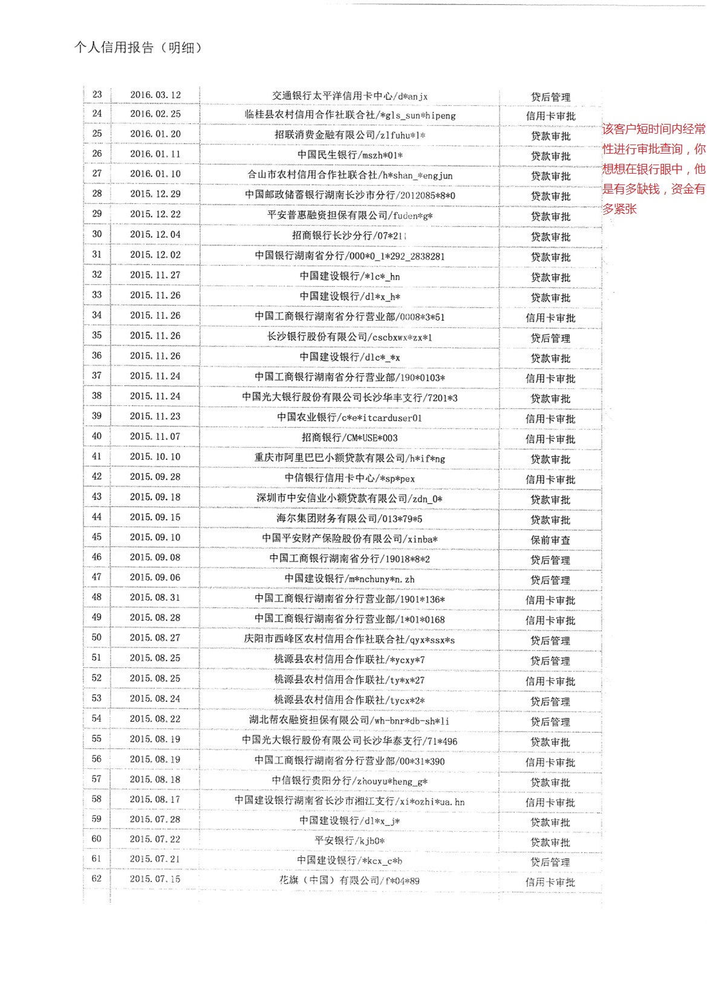 个人信用报告（明细）
23 2016.03.12 交通银行太平洋信用卡中心/d*anjx 贷后管理
24 2016.02.25 临桂县农村信用合作社联合社/*gls_sun*hipeng 信用卡审批
25 2016.01.20 招联消费金融有限公司/zlfuhu*l* 贷款审批
26 2016.01.11 中国民生银行/mszh*01* 贷款审批
27 2016.01.10 合山市农村信用合作社联合社/h*shan_*engjun 贷款审批
28 2015.12.29 中国邮政储蓄银行湖南长沙市分行/2012085*8*0 贷款审批
29 2015.12.22 平安普惠融资担保有限公司/fuden*g* 贷款审批
30 2015.12.04 招商银行长沙分行/07*211 贷款审批
31 2015.12.02 中国银行湖南省分行/000*0_1*292_2838281 贷款审批
32 2015.11.27 中国建设银行/*lc*_hn 贷款审批
33 2015.11.26 中国建设银行/dl*x_h* 贷款审批
34 2015.11.26 中国工商银行湖南省分行营业部/0008*3*51 信用卡审批
35 2015.11.26 长沙银行股份有限公司/cscbxwx*zx*1 贷后管理
36 2015.11.26 中国建设银行/dlc*_*x 贷款审批
37 2015.11.24 中国工商银行湖南省分行营业部/190*0103* 信用卡审批
38 2015.11.24 中国光大银行股份有限公司长沙华丰支行/7201*3 贷款审批
39 2015.11.23 中国农业银行/c*e*itcarduser01 信用卡审批
40 2015.11.07 招商银行/CM*USE*003 信用卡审批
41 2015.10.10 重庆市阿里巴巴小额贷款有限公司/h*if*ng 贷款审批
42 2015.09.28 中信银行信用卡中心/*sp*pex 信用卡审批
43 2015.09.18 深圳市中安信业小额贷款有限公司/zdn_0* 贷款审批
44 2015.09.15 海尔集团财务有限公司/013*79*5 贷款审批
45 2015.09.10 中国平安财产保险股份有限公司/xinba* 保前审查
46 2015.09.08 中国工商银行湖南省分行/19018*8*2 贷后管理
47 2015.09.06 中国建设银行/m*nchuny*n.zh 贷后管理
48 2015.08.31 中国工商银行湖南省分行营业部/1901*136* 信用卡审批
49 2015.08.28 中国工商银行湖南省分行营业部/1*01*0168 信用卡审批
50 2015.08.27 庆阳市西峰区农村信用合作社联合社/qyx*ssx*s 贷后管理
51 2015.08.25 桃源县农村信用合作联社/*ycxy*7 贷后管理
52 2015.08.25 桃源县农村信用合作联社/ty*x*27 信用卡审批
53 2015.08.24 桃源县农村信用合作联社/tycx*2* 贷后管理
54 2015.08.22 湖北帮农融资担保有限公司/wh-bnr*db-sh*li 贷后管理
55 2015.08.19 中国光大银行股份有限公司长沙华泰支行/71*496 贷款审批
56 2015.08.19 中国工商银行湖南省分行营业部/00*31*390 信用卡审批
57 2015.08.18 中信银行贵阳分行/zhouyu*heng_g* 贷款审批
58 2015.08.17 中国建设银行湖南省长沙市湘江支行/xi*ozhi*ua.hn 信用卡审批
59 2015.07.28 中国建设银行/dl*x_j* 贷款审批
60 2015.07.22 平安银行/kjb0* 贷款审批
61 2015.07.21 中国建设银行/*kcx_c*b 贷后管理
62 2015.07.15 花旗（中国）有限公司/f*04*89 信用卡审批
该客户短时间内经常
性进行审批查询，你
想想在银行眼中，他
是有多缺钱，资金有
多紧张